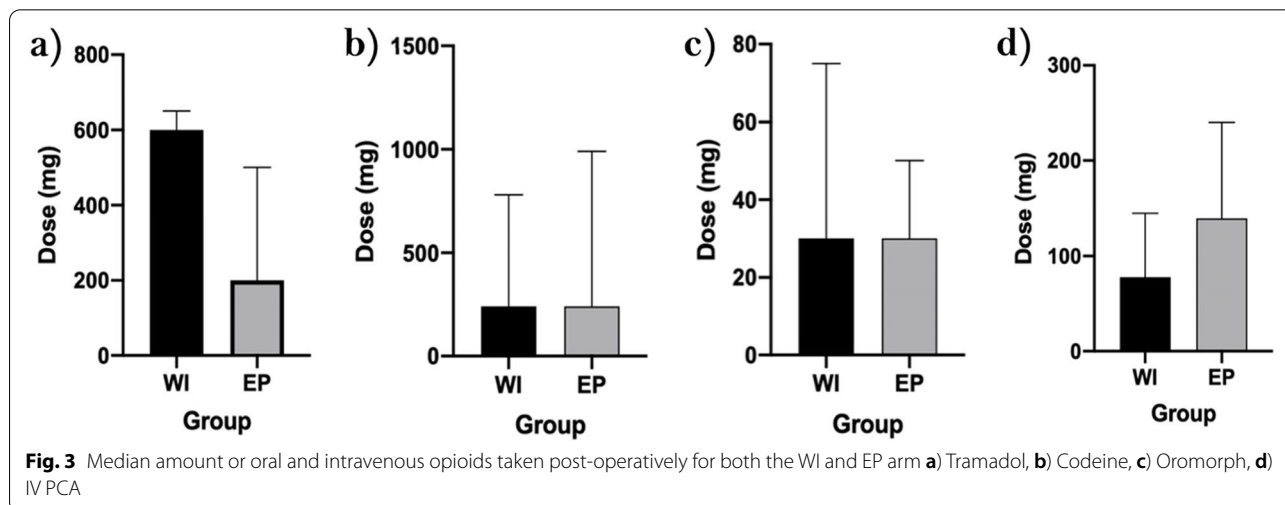 a)
800
600
400
200
0
Dose (mg)
WI EP
Group
b)
1500
1000
500
0
Dose (mg)
WI EP
Group
c)
80
60
40
20
0
Dose (mg)
WI EP
Group
d)
300
200
100
0
Dose (mg)
WI EP
Group
Fig. 3 Median amount or oral and intravenous opioids taken post-operatively for both the WI and EP arm a) Tramadol, b) Codeine, c) Oromorph, d)
IV PCA